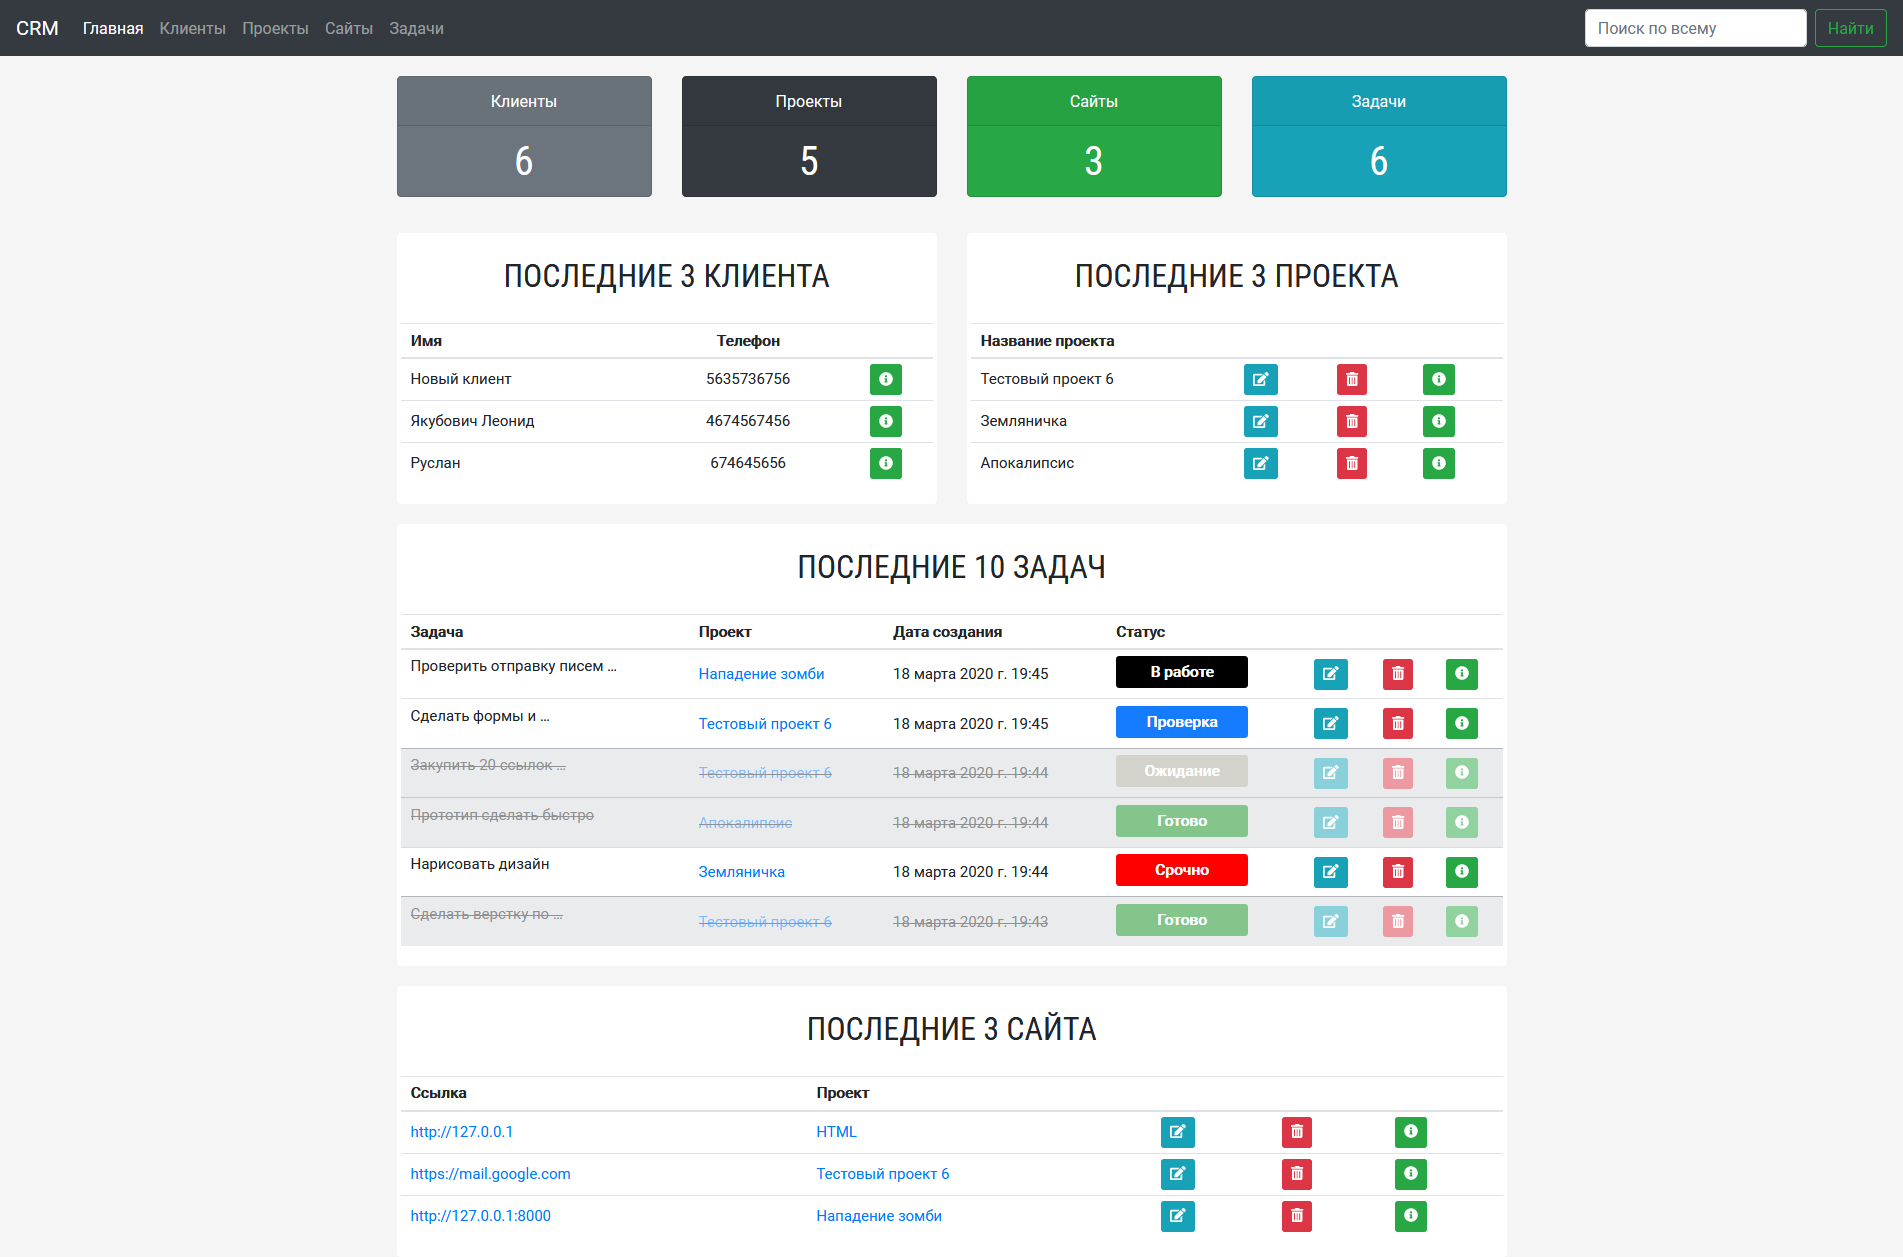 CRM Главная Клиенты Проекты Сайты Задачи Поиск по всему Найти
Клиенты Проекты Сайты Задачи
6 5 3 6
ПОСЛЕДНИЕ 3 КЛИЕНТА
Имя Телефон
Новый клиент 5635736756
Якубович Леонид 4674567456
Руслан 674645656
ПОСЛЕДНИЕ 3 ПРОЕКТА
Название проекта
Тестовый проект 6
Земляничка
Апокалипсис
ПОСЛЕДНИЕ 10 ЗАДАЧ
Задача Проект Дата создания Статус
Проверить отправку писем ... Нападение зомби 18 марта 2020 г. 19:45 В работе
Сделать формы и ... Тестовый проект 6 18 марта 2020 г. 19:45 Проверка
Закупить 20 ссылок ... Тестовый проект 6 18 марта 2020 г. 19:44 Ожидание
Прототип сделать быстро Апокалипсис 18 марта 2020 г. 19:44 Готово
Нарисовать дизайн Земляничка 18 марта 2020 г. 19:44 Срочно
Сделать верстку по ... Тестовый проект 6 18 марта 2020 г. 19:43 Готово
ПОСЛЕДНИЕ 3 САЙТА
Ссылка Проект
http://127.0.0.1 HTML
https://mail.google.com Тестовый проект 6
http://127.0.0.1:8000 Нападение зомби